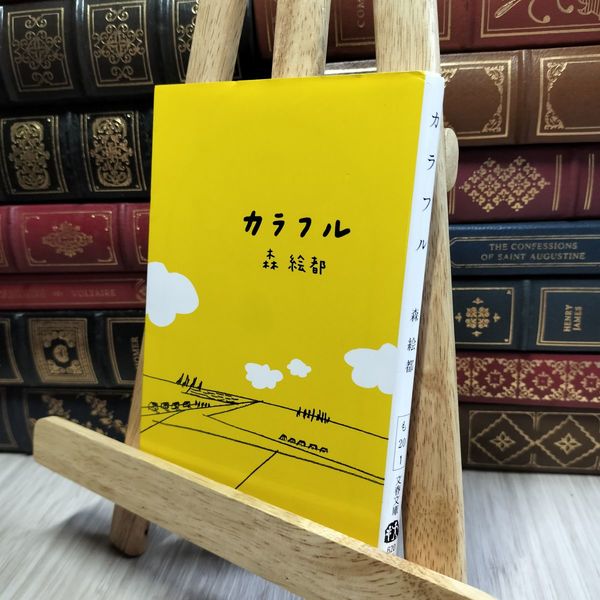 カラフル
森 絵都
カラフル 森 絵都
も
20
1
文春文庫
620
VOLTAIRE
THE CONFESSIONS
OF SAINT AUGUSTINE
HENRY
JAMES